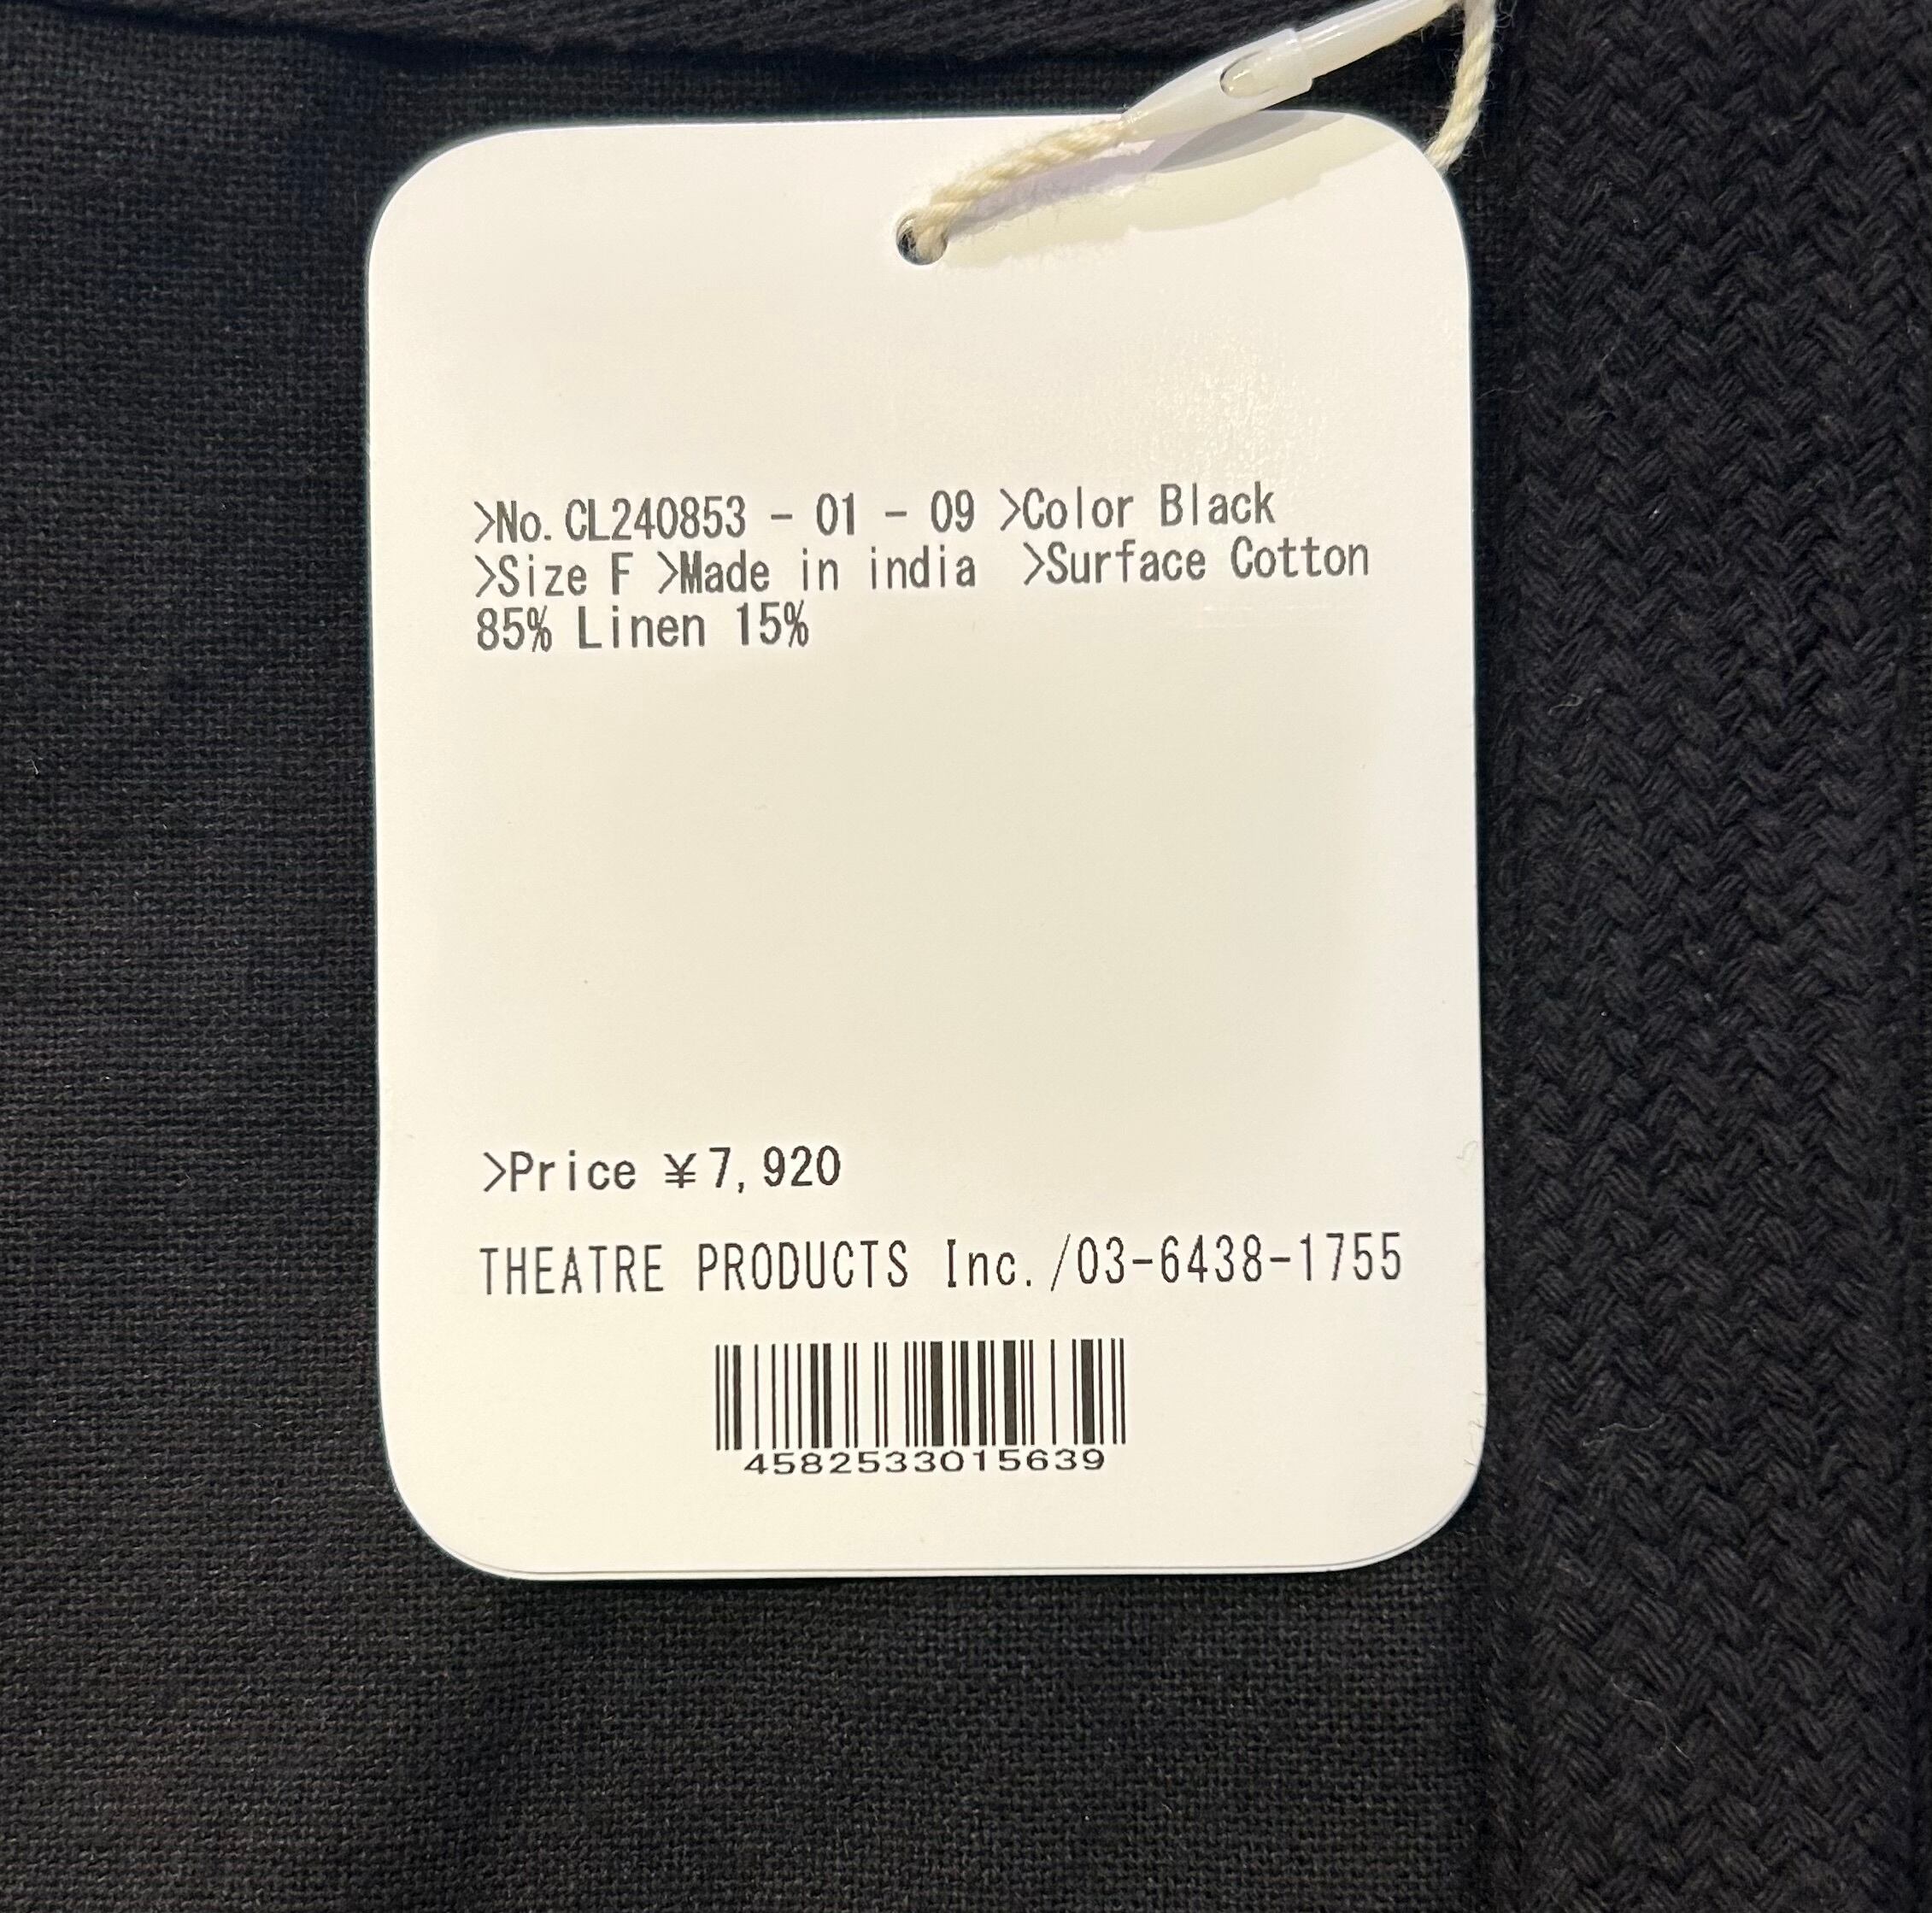 >No.CL240853 - 01 - 09 >Color Black
>Size F >Made in india >Surface Cotton
85% Linen 15%
>Price ¥7,920
THEATRE PRODUCTS Inc./03-6438-1755
4582533015639